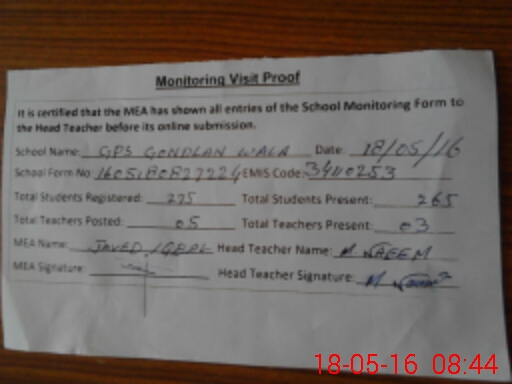 Monitoring Visit Proof
It is certified that the MEA has shown all entries of the School Monitoring Form to
the Head Teacher before its online submission.
School Name: GPS GONDLAN WALA Date: 18/05/16
School Form No: EMIS Code: 34110253
Total Students Registered: 275 Total Students Present: 265
Total Teachers Posted: 05 Total Teachers Present: 03
MEA Name: JAVED IQBAL Head Teacher Name: M. NAEEM
MEA Signature: Head Teacher Signature: M. Naeem
18-05-16 08:44